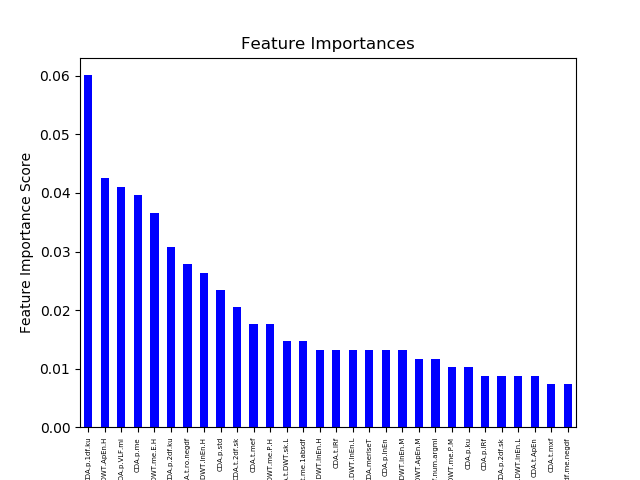 Feature Importances
Feature Importance Score
0.06
0.05
0.04
0.03
0.02
0.01
0.00
CDA.p.1df.ku
DWT.ApEn.H
CDA.p.VLF.mi
CDA.p.me
DWT.me.E.H
CDA.p.2df.ku
A.t.ro.negdf
DWT.lnEn.H
CDA.p.std
CDA.t.2df.sk
CDA.t.mef
DWT.me.P.H
.t.DWT.sk.L
t.me.1absdf
DWT.lnEn.H
CDA.t.lRf
.DWT.lnEn.L
CDA.meriseT
CDA.p.lnEn
DWT.lnEn.M
DWT.ApEn.M
.num.argmi
WT.me.P.M
CDA.p.ku
CDA.p.lRf
CDA.p.2df.sk
DWT.lnEn.L
CDA.t.ApEn
CDA.t.mxf
df.me.negdf